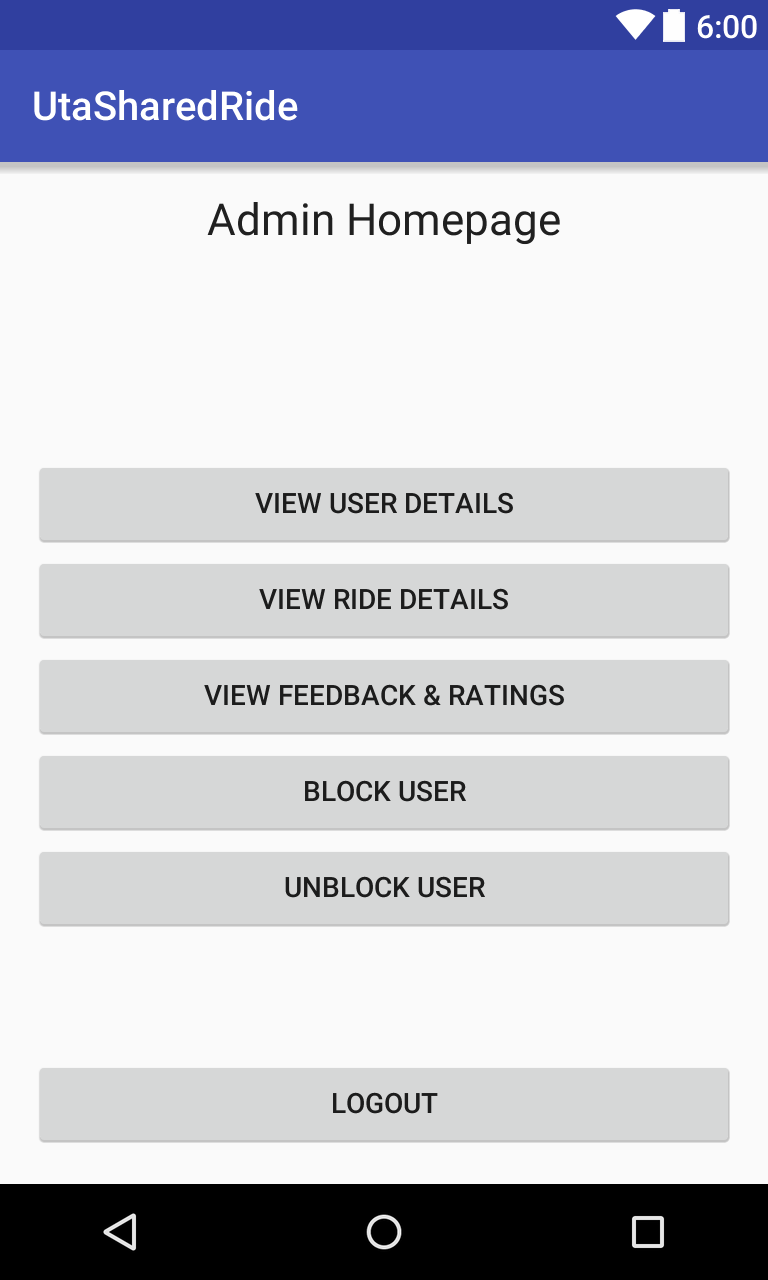 6:00
UtaSharedRide
Admin Homepage
VIEW USER DETAILS
VIEW RIDE DETAILS
VIEW FEEDBACK & RATINGS
BLOCK USER
UNBLOCK USER
LOGOUT